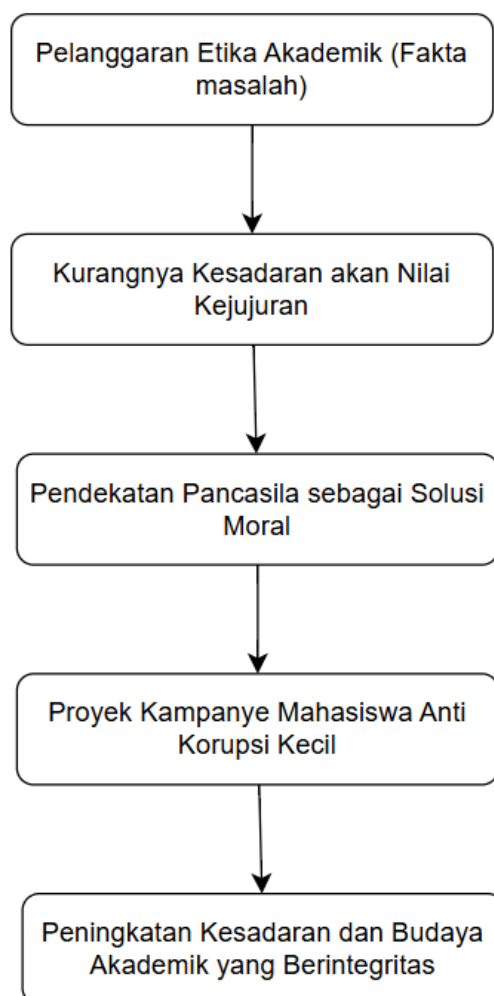 Pelanggaran Etika Akademik (Fakta
masalah)
Kurangnya Kesadaran akan Nilai
Kejujuran
Pendekatan Pancasila sebagai Solusi
Moral
Proyek Kampanye Mahasiswa Anti
Korupsi Kecil
Peningkatan Kesadaran dan Budaya
Akademik yang Berintegritas